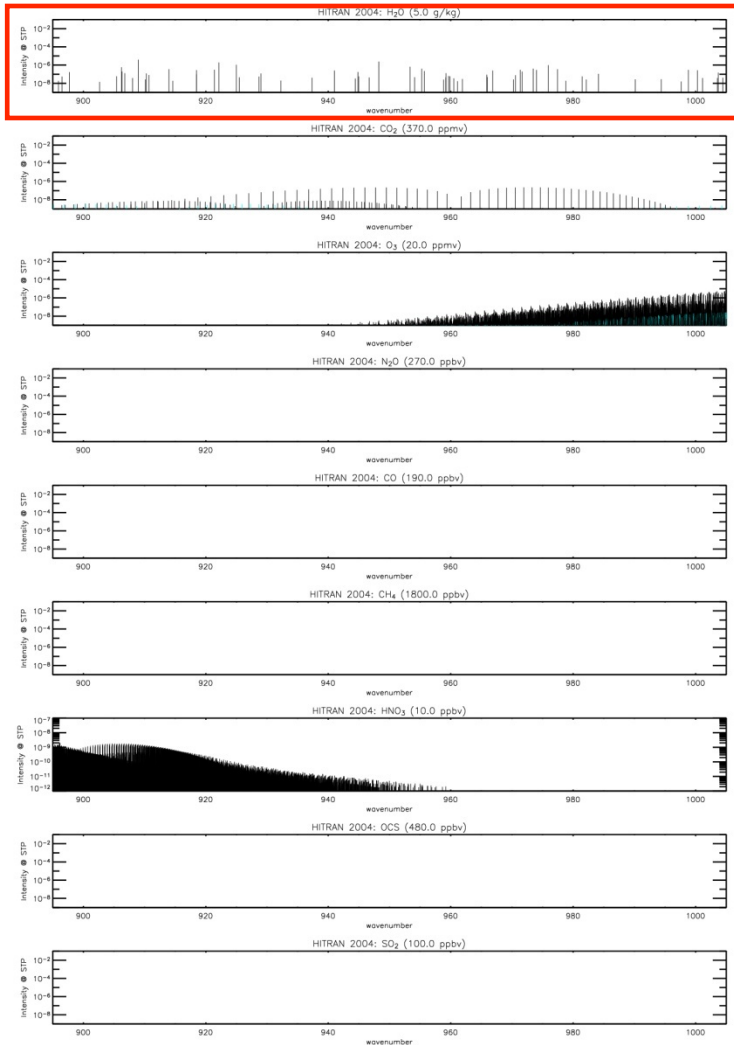 HITRAN 2004: H₂O (5.0 g/kg)
Intensity @ STP
10⁻²
10⁻⁴
10⁻⁶
10⁻⁸
900 920 940 960 980 1000
wavenumber
HITRAN 2004: CO₂ (370.0 ppmv)
Intensity @ STP
10⁻²
10⁻⁴
10⁻⁶
10⁻⁸
900 920 940 960 980 1000
wavenumber
HITRAN 2004: O₃ (20.0 ppmv)
Intensity @ STP
10⁻²
10⁻⁴
10⁻⁶
10⁻⁸
900 920 940 960 980 1000
wavenumber
HITRAN 2004: N₂O (270.0 ppbv)
Intensity @ STP
10⁻²
10⁻⁴
10⁻⁶
10⁻⁸
900 920 940 960 980 1000
wavenumber
HITRAN 2004: CO (190.0 ppbv)
Intensity @ STP
10⁻²
10⁻⁴
10⁻⁶
10⁻⁸
900 920 940 960 980 1000
wavenumber
HITRAN 2004: CH₄ (1800.0 ppbv)
Intensity @ STP
10⁻²
10⁻⁴
10⁻⁶
10⁻⁸
900 920 940 960 980 1000
wavenumber
HITRAN 2004: HNO₃ (10.0 ppbv)
Intensity @ STP
10⁻⁷
10⁻⁸
10⁻⁹
10⁻¹⁰
10⁻¹¹
10⁻¹²
900 920 940 960 980 1000
wavenumber
HITRAN 2004: OCS (480.0 ppbv)
Intensity @ STP
10⁻²
10⁻⁴
10⁻⁶
10⁻⁸
900 920 940 960 980 1000
wavenumber
HITRAN 2004: SO₂ (100.0 ppbv)
Intensity @ STP
10⁻²
10⁻⁴
10⁻⁶
10⁻⁸
900 920 940 960 980 1000
wavenumber